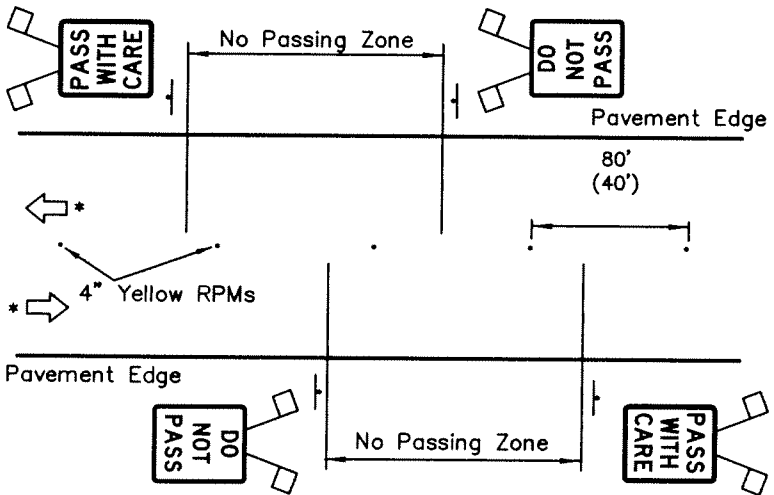 PASS
WITH
CARE
No Passing Zone
DO
NOT
PASS
Pavement Edge
80'
(40')
*
4" Yellow RPMs
*
Pavement Edge
DO
NOT
PASS
No Passing Zone
PASS
WITH
CARE